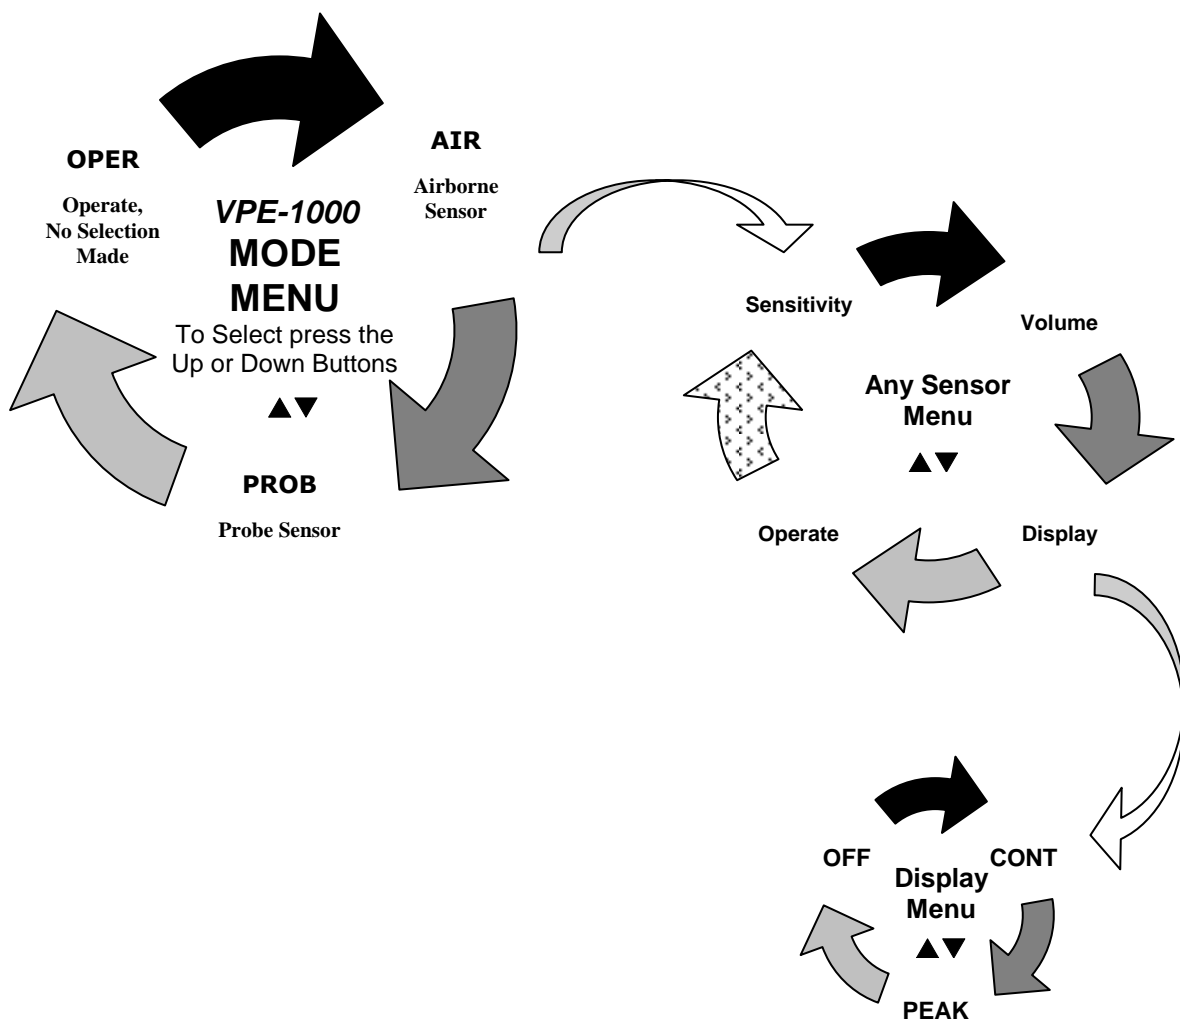 OPER
Operate,
No Selection
Made
AIR
Airborne
Sensor
VPE-1000
MODE
MENU
To Select press the
Up or Down Buttons
▲▼
PROB
Probe Sensor
Sensitivity
Volume
Any Sensor
Menu
▲▼
Operate
Display
OFF
CONT
Display
Menu
▲▼
PEAK